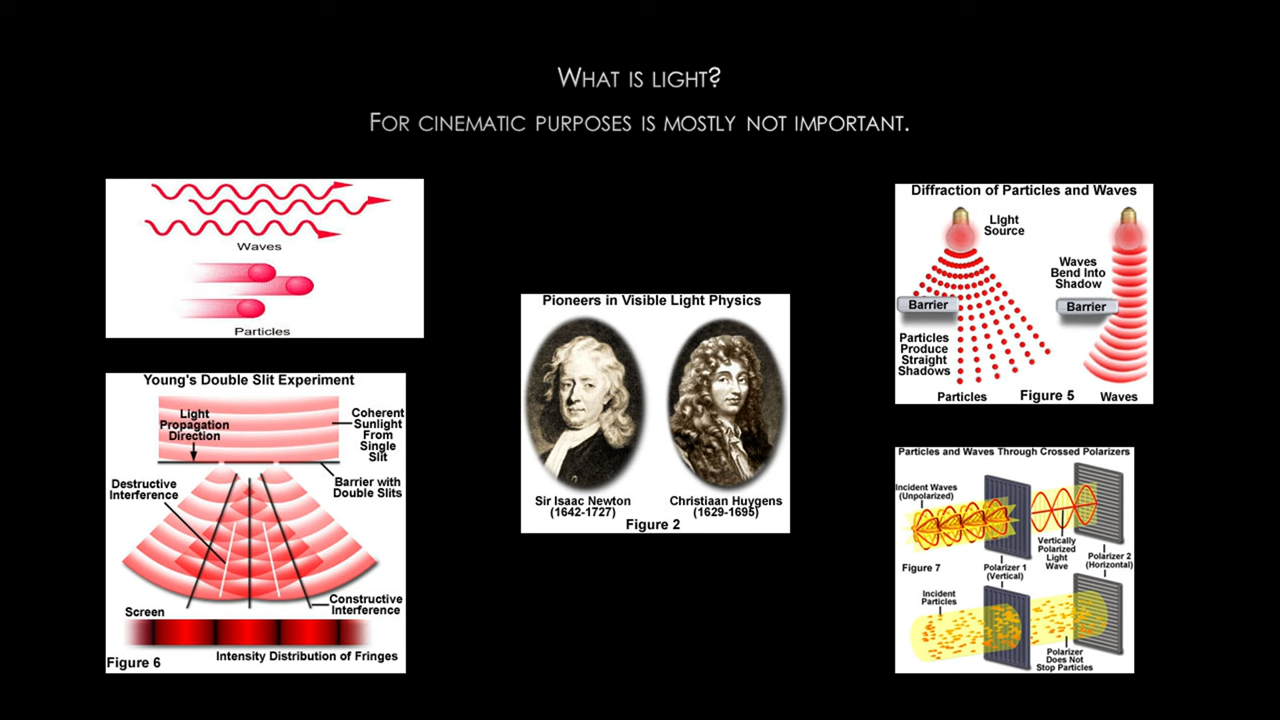 What is light?
For cinematic purposes is mostly not important.
Waves
Particles
Young's Double Slit Experiment
Light
Propagation
Direction
Coherent
Sunlight
From
Single
Slit
Destructive
Interference
Barrier with
Double Slits
Constructive
Interference
Screen
Intensity Distribution of Fringes
Figure 6
Pioneers in Visible Light Physics
Sir Isaac Newton
(1642-1727)
Christiaan Huygens
(1629-1695)
Figure 2
Diffraction of Particles and Waves
LIght
Source
Waves
Bend Into
Shadow
Barrier
Barrier
Particles
Produce
Straight
Shadows
Particles
Figure 5
Waves
Particles and Waves Through Crossed Polarizers
Incident Waves
(Unpolarized)
Figure 7
Polarizer 1
(Vertical)
Vertically
Polarized
Light
Wave
Polarizer 2
(Horizontal)
Incident
Particles
Polarizer
Does Not
Stop Particles